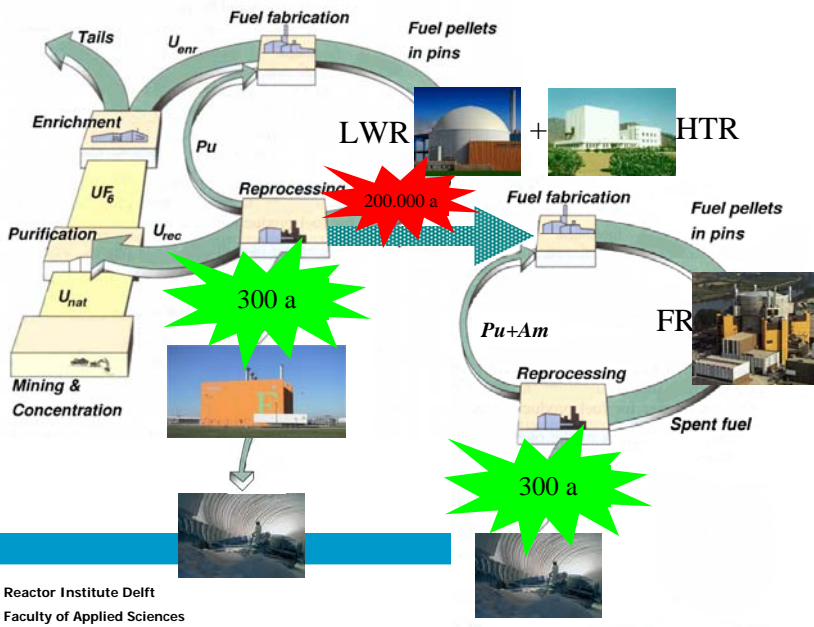 Fuel fabrication
Tails
U_enr
Fuel pellets
in pins
Enrichment
LWR
+
HTR
Pu
UF6
Reprocessing
200.000 a
Fuel fabrication
Purification
U_rec
Fuel pellets
in pins
U_nat
300 a
Pu+Am
FR
Mining &
Concentration
Reprocessing
Spent fuel
300 a
Reactor Institute Delft
Faculty of Applied Sciences